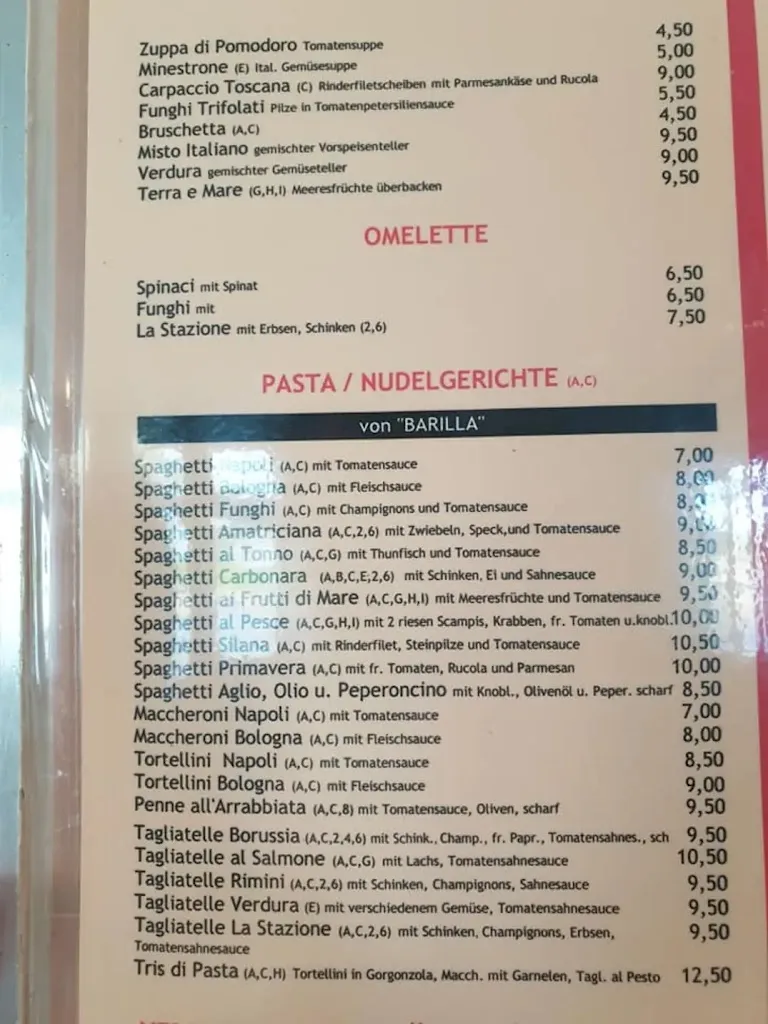 Zuppa di Pomodoro Tomatensuppe 4,50
Minestrone (E) Ital. Gemüsesuppe 5,00
Carpaccio Toscana (C) Rinderfiletscheiben mit Parmesankäse und Rucola 9,00
Funghi Trifolati Pilze in Tomatenpetersiliensauce 5,50
Bruschetta (A,C) 4,50
Misto Italiano gemischter Vorspeisenteller 9,50
Verdura gemischter Gemüseteller 9,00
Terra e Mare (G,H,I) Meeresfrüchte überbacken 9,50
OMELETTE
Spinaci mit Spinat 6,50
Funghi mit 6,50
La Stazione mit Erbsen, Schinken (2,6) 7,50
PASTA / NUDELGERICHTE (A,C)
von "BARILLA"
Spaghetti Napoli (A,C) mit Tomatensauce 7,00
Spaghetti Bologna (A,C) mit Fleischsauce 8,00
Spaghetti Funghi (A,C) mit Champignons und Tomatensauce
Spaghetti Amatriciana (A,C,2,6) mit Zwiebeln, Speck,und Tomatensauce
Spaghetti al Tonno (A,C,G) mit Thunfisch und Tomatensauce 8,50
Spaghetti Carbonara (A,B,C,E,2,6) mit Schinken, Ei und Sahnesauce 9,00
Spaghetti ai Frutti di Mare (A,C,G,H,I) mit Meeresfrüchte und Tomatensauce 9,50
Spaghetti al Pesce (A,C,G,H,I) mit 2 riesen Scampis, Krabben, fr. Tomaten u.knobl.10,00
Spaghetti Silana (A,C) mit Rinderfilet, Steinpilze und Tomatensauce 10,50
Spaghetti Primavera (A,C) mit fr. Tomaten, Rucola und Parmesan 10,00
Spaghetti Aglio, Olio u. Peperoncino mit Knobl., Olivenöl u. Peper. scharf 8,50
Maccheroni Napoli (A,C) mit Tomatensauce 7,00
Maccheroni Bologna (A,C) mit Fleischsauce 8,00
Tortellini Napoli (A,C) mit Tomatensauce 8,50
Tortellini Bologna (A,C) mit Fleischsauce 9,00
Penne all'Arrabbiata (A,C,8) mit Tomatensauce, Oliven, scharf 9,50
Tagliatelle Borussia (A,C,2,4,6) mit Schink., Champ., fr. Papr., Tomatensahnes., sch 9,50
Tagliatelle al Salmone (A,C,G) mit Lachs, Tomatensahnesauce 10,50
Tagliatelle Rimini (A,C,2,6) mit Schinken, Champignons, Sahnesauce 9,50
Tagliatelle Verdura (E) mit verschiedenem Gemüse, Tomatensahnesauce 9,50
Tagliatelle La Stazione (A,C,2,6) mit Schinken, Champignons, Erbsen, 9,50
Tomatensahnesauce
Tris di Pasta (A,C,H) Tortellini in Gorgonzola, Macch. mit Garnelen, Tagl. al Pesto 12,50